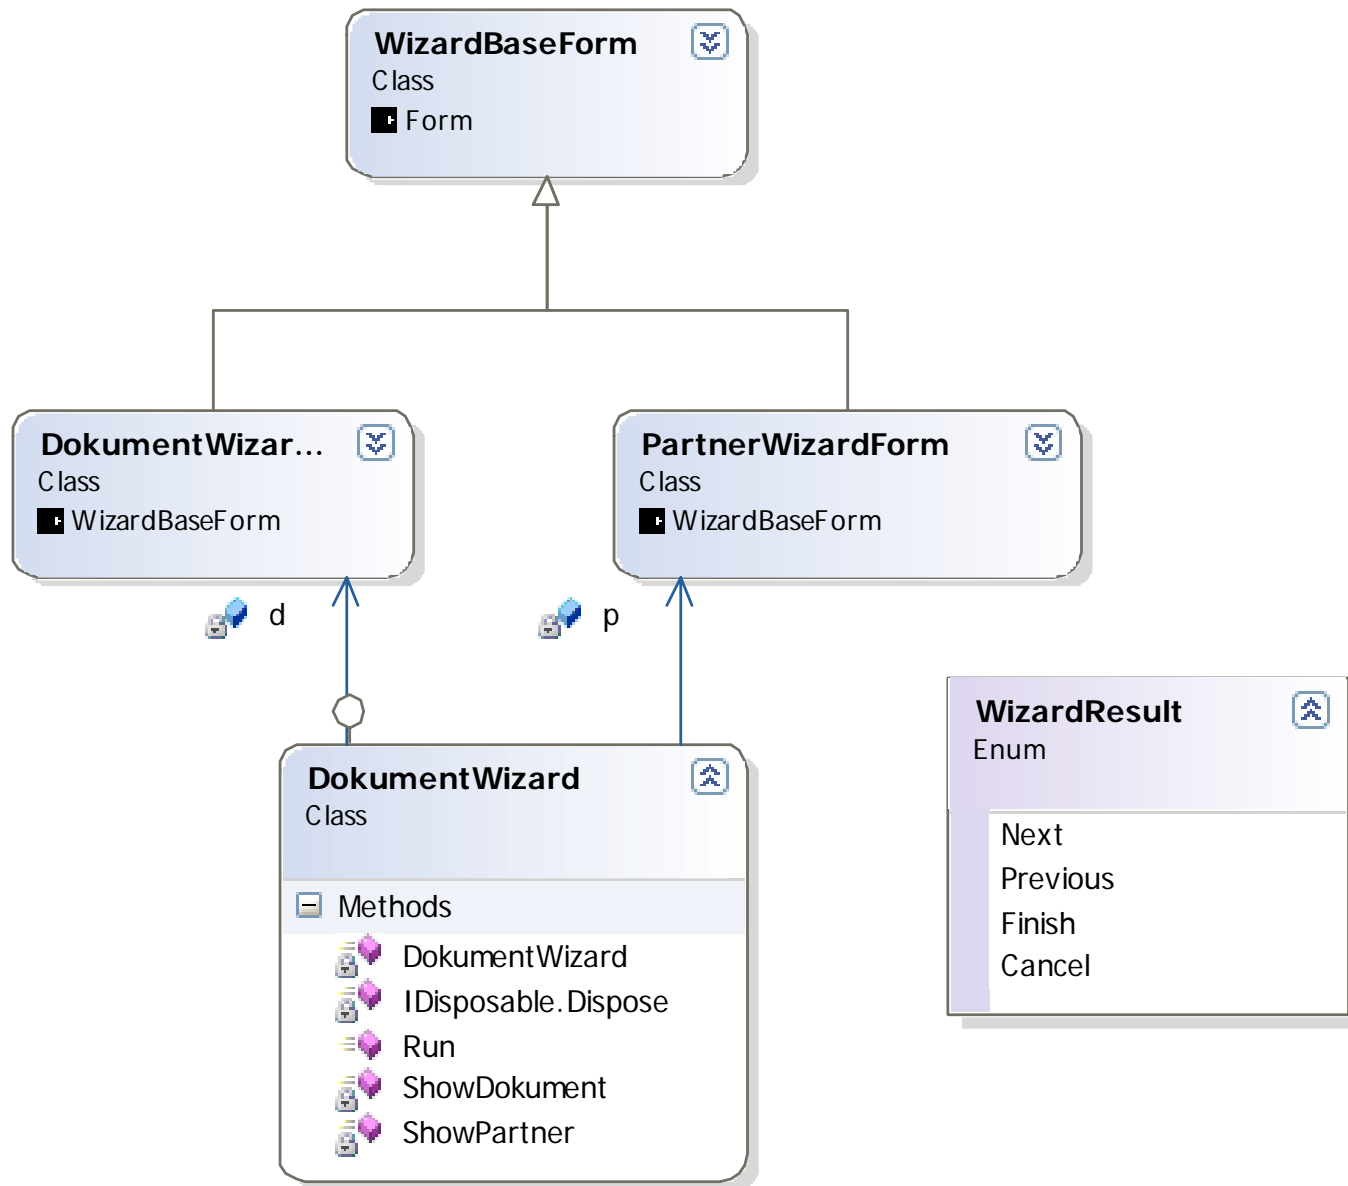 WizardBaseForm
Class
Form
DokumentWizar...
Class
WizardBaseForm
PartnerWizardForm
Class
WizardBaseForm
d
p
DokumentWizard
Class
Methods
DokumentWizard
IDisposable.Dispose
Run
ShowDokument
ShowPartner
WizardResult
Enum
Next
Previous
Finish
Cancel